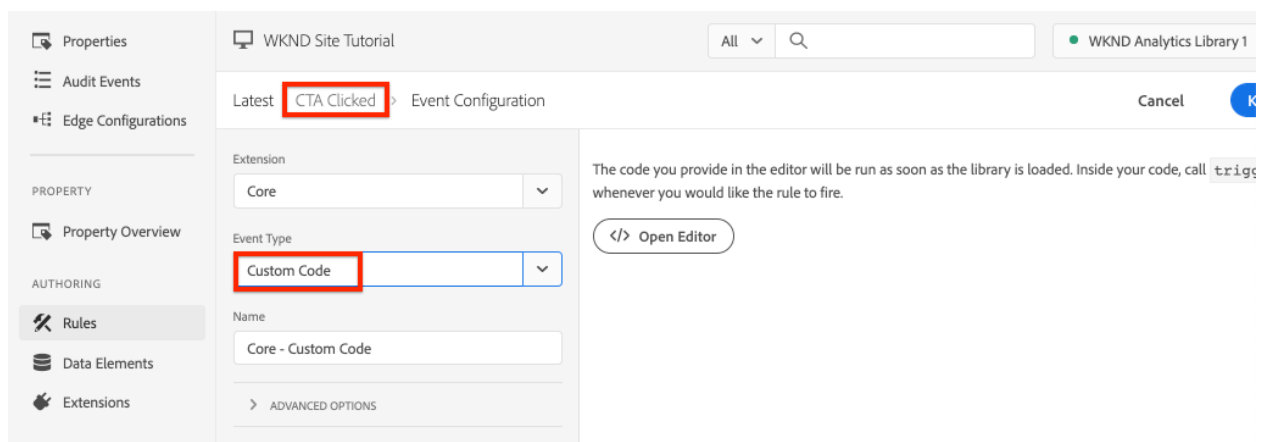 Properties
Audit Events
Edge Configurations
PROPERTY
Property Overview
AUTHORING
Rules
Data Elements
Extensions
WKND Site Tutorial
All
WKND Analytics Library 1
Latest CTA Clicked > Event Configuration
Cancel
K
Extension
Core
Event Type
Custom Code
Name
Core - Custom Code
> ADVANCED OPTIONS
The code you provide in the editor will be run as soon as the library is loaded. Inside your code, call trigg
whenever you would like the rule to fire.
</> Open Editor